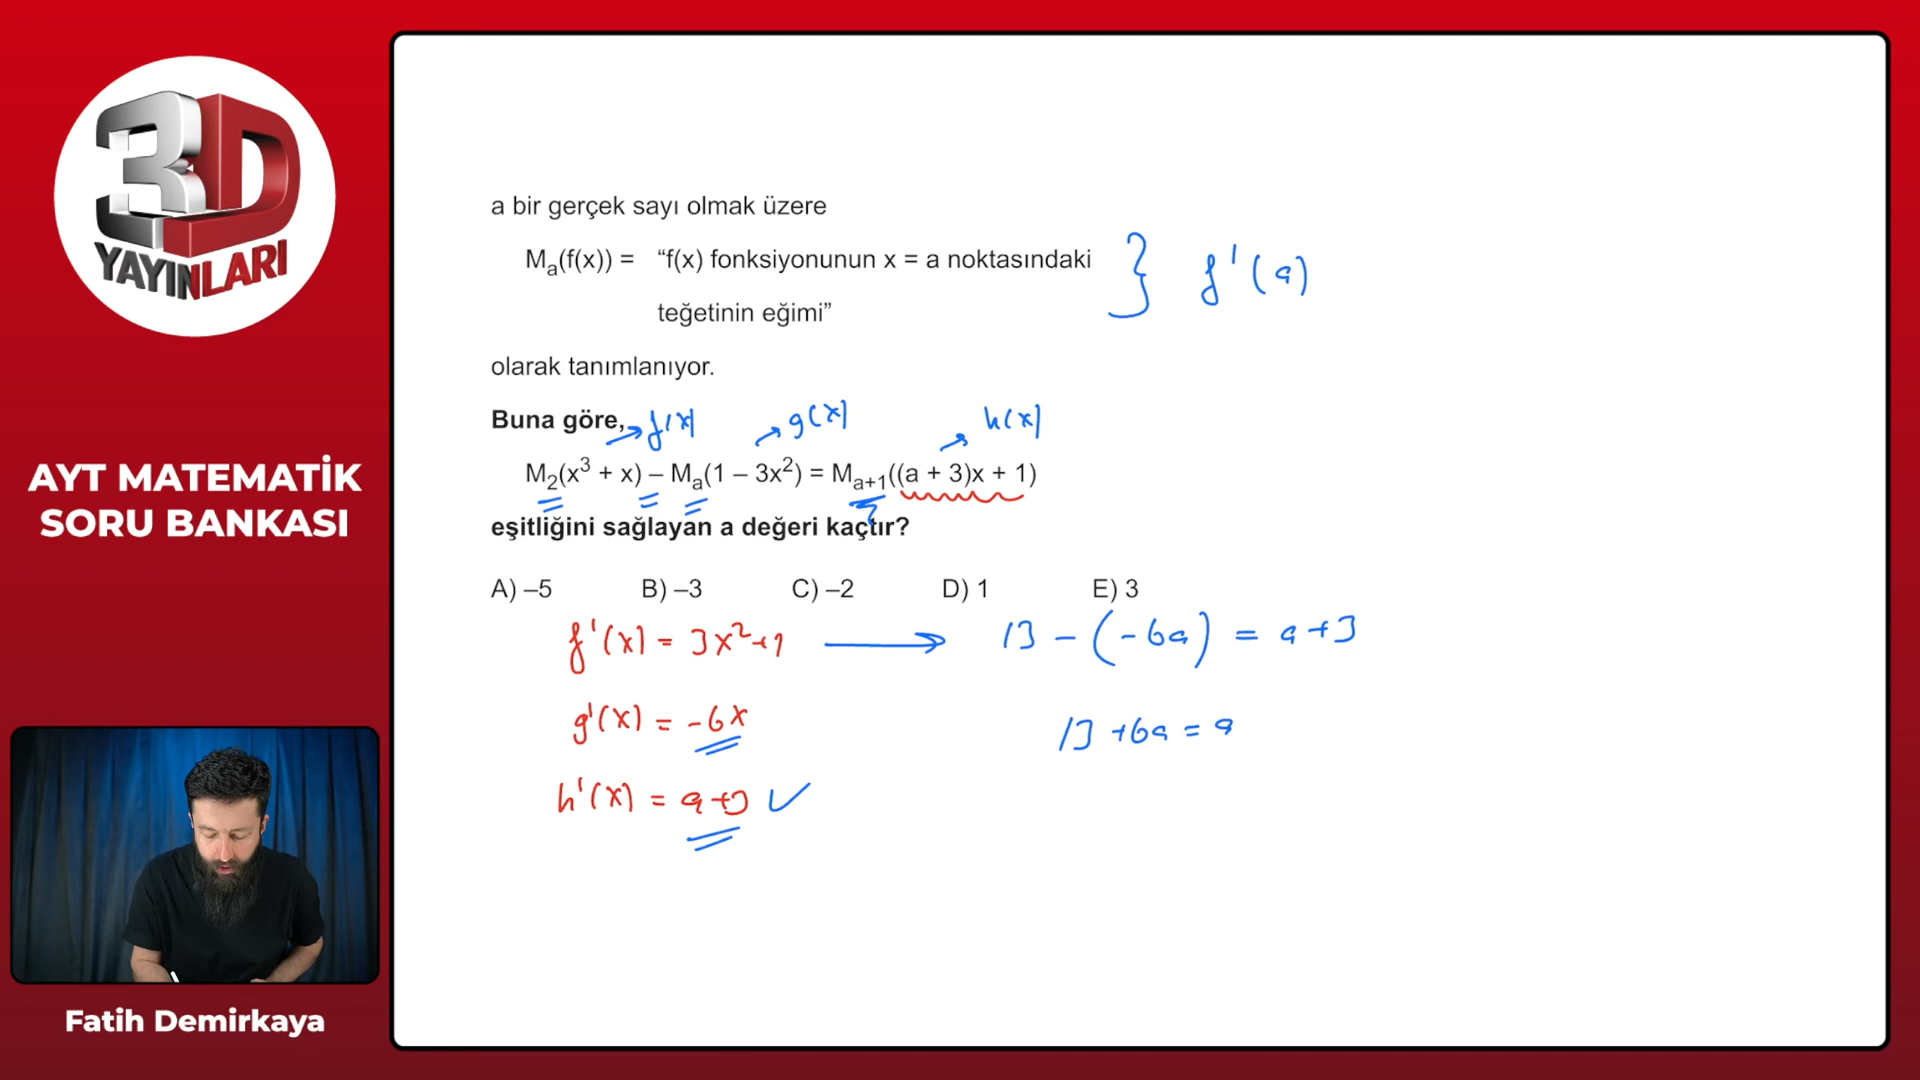 3D
YAYINLARI
AYT MATEMATİK
SORU BANKASI
Fatih Demirkaya
a bir gerçek sayı olmak üzere
Mₐ(f(x)) = “f(x) fonksiyonunun x = a noktasındaki
teğetinin eğimi”
} f'(a)
olarak tanımlanıyor.
Buna göre,
→ f(x) → g(x) → h(x)
M₂(x³ + x) – Mₐ(1 – 3x²) = Mₐ₊₁((a + 3)x + 1)
eşitliğini sağlayan a değeri kaçtır?
A) –5 B) –3 C) –2 D) 1 E) 3
f'(x) = 3x²+1 → 13 – (–6a) = a+3
g'(x) = –6x
13 +6a = a
h'(x) = a+3 ✓